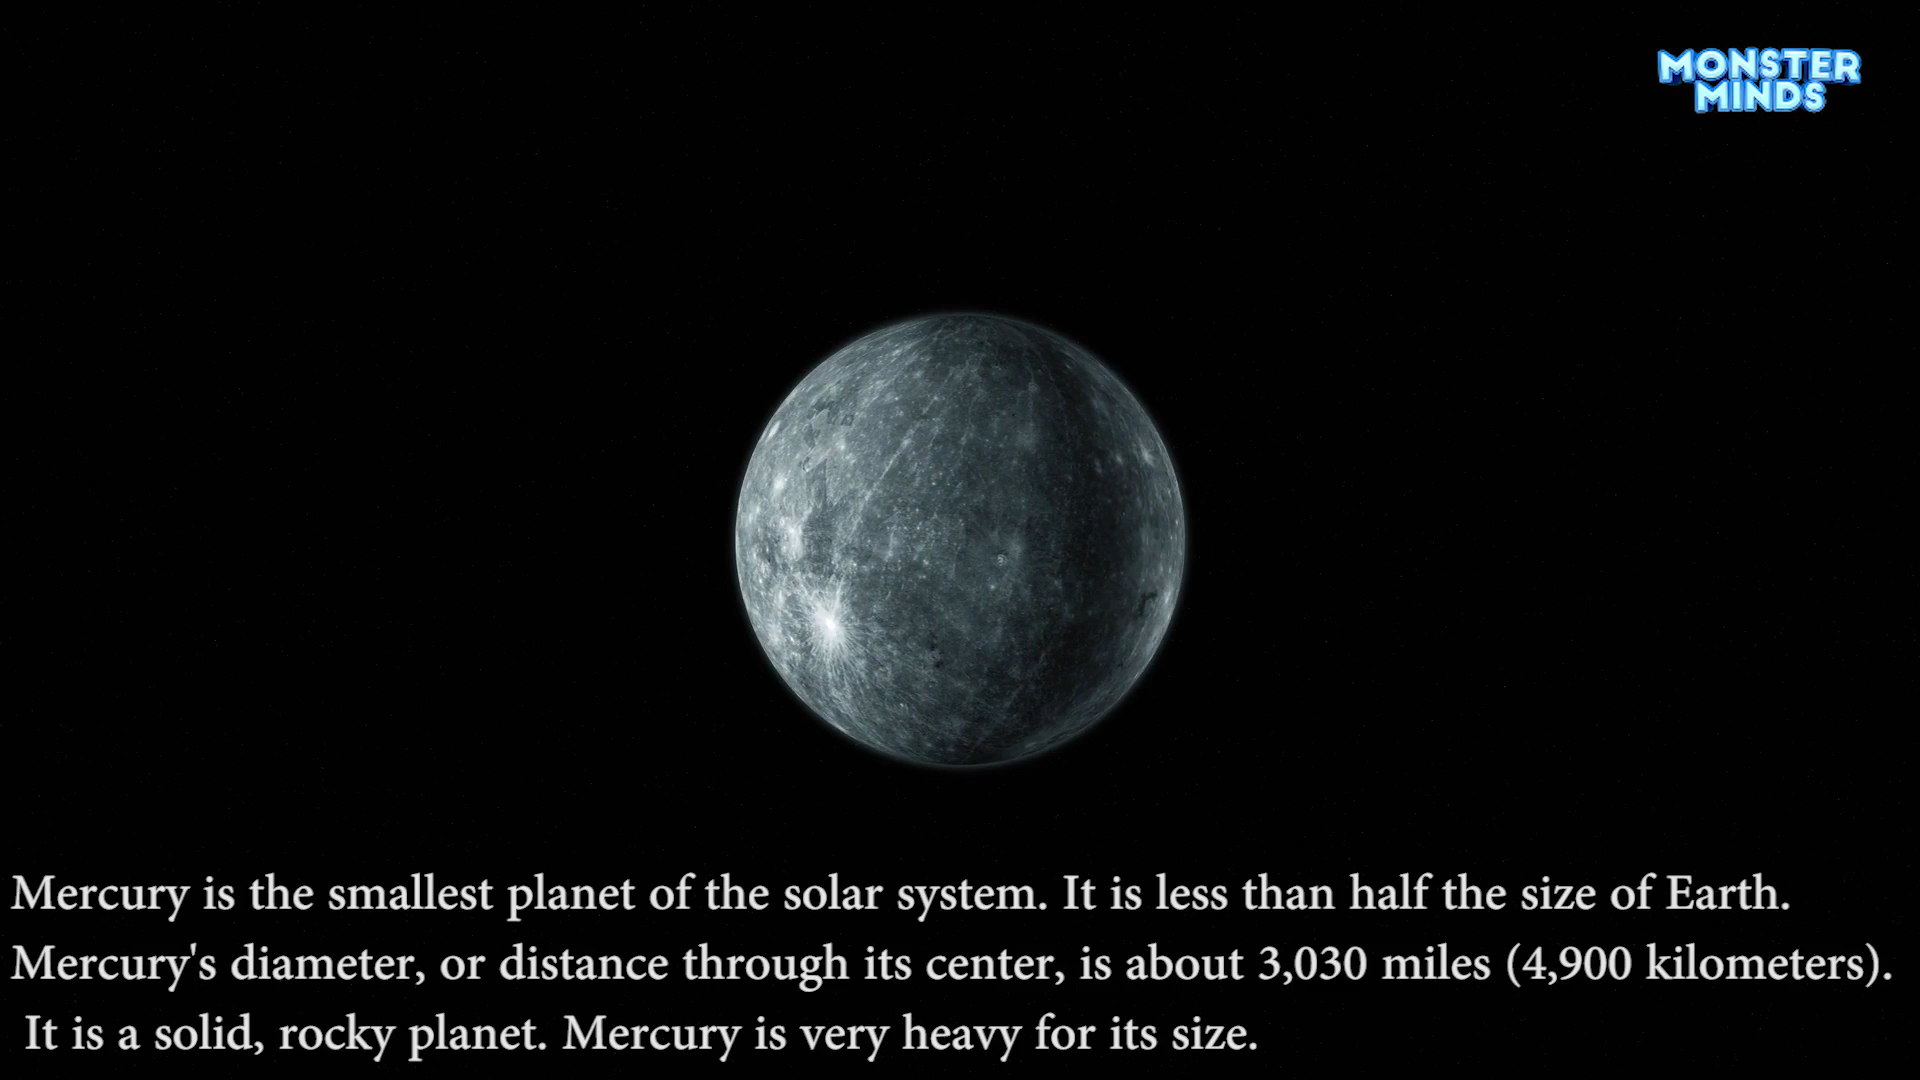 MONSTER
MINDS
Mercury is the smallest planet of the solar system. It is less than half the size of Earth.
Mercury's diameter, or distance through its center, is about 3,030 miles (4,900 kilometers).
It is a solid, rocky planet. Mercury is very heavy for its size.